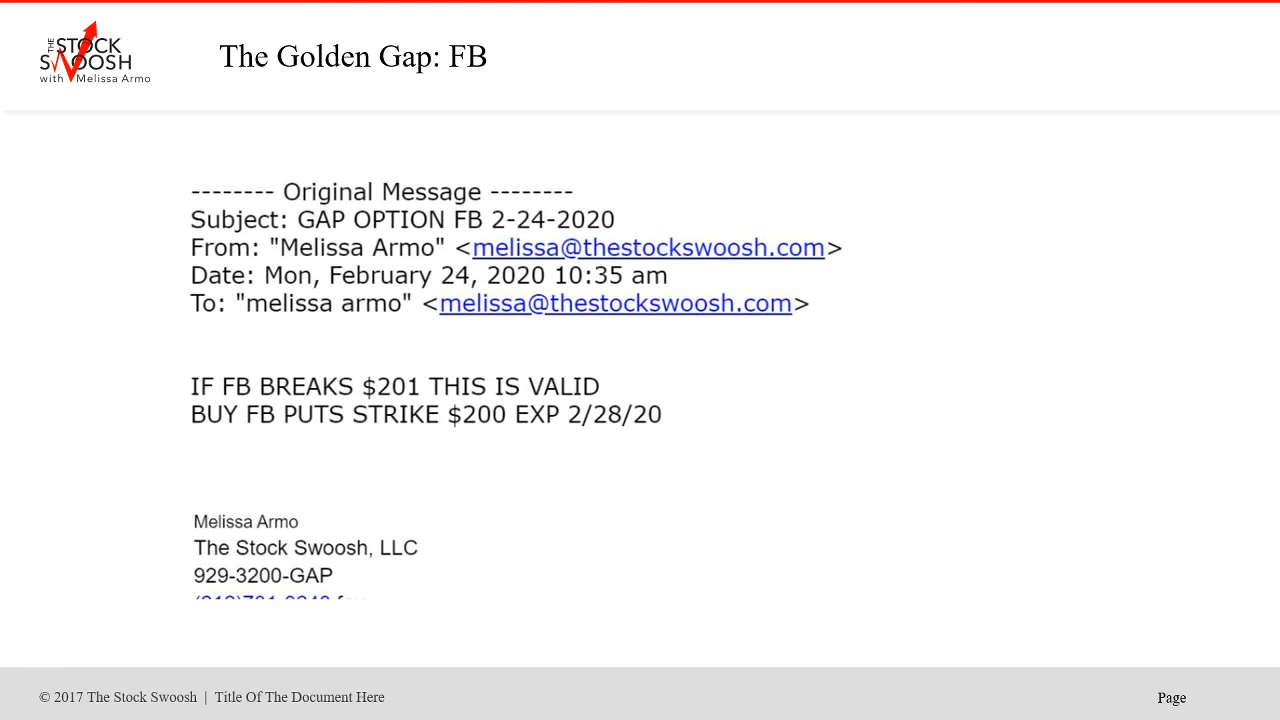 THE STOCK
SWOOSH
with Melissa Armo
The Golden Gap: FB
-------- Original Message --------
Subject: GAP OPTION FB 2-24-2020
From: "Melissa Armo" <melissa@thestockswoosh.com>
Date: Mon, February 24, 2020 10:35 am
To: "melissa armo" <melissa@thestockswoosh.com>
IF FB BREAKS $201 THIS IS VALID
BUY FB PUTS STRIKE $200 EXP 2/28/20
Melissa Armo
The Stock Swoosh, LLC
929-3200-GAP
© 2017 The Stock Swoosh | Title Of The Document Here
Page